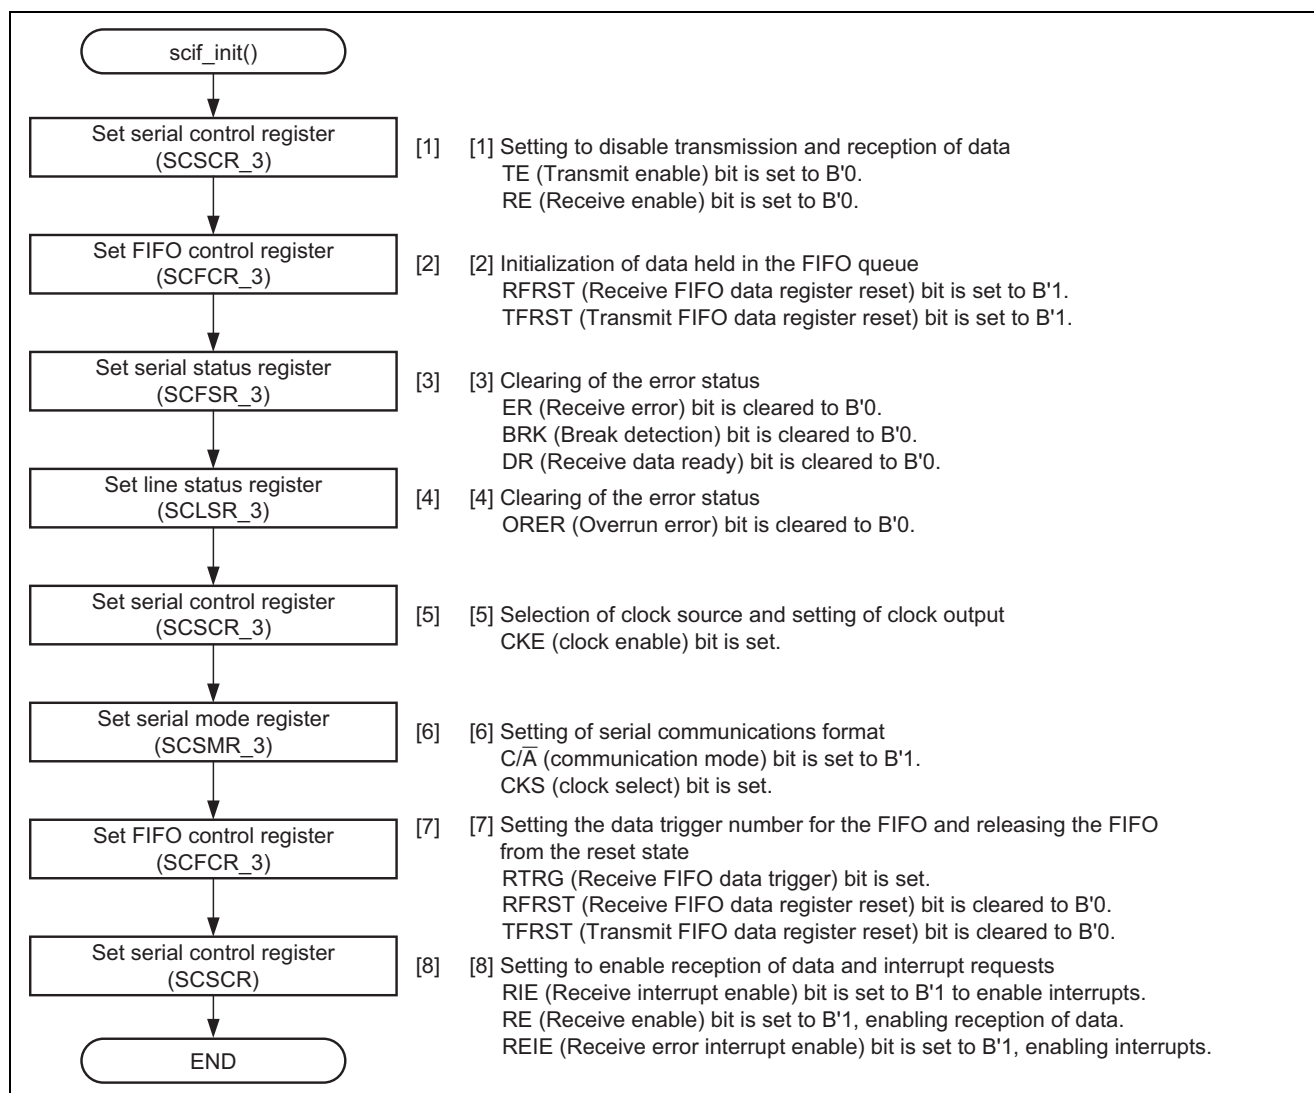 scif_init()
Set serial control register
(SCSCR_3)
[1] [1] Setting to disable transmission and reception of data
TE (Transmit enable) bit is set to B'0.
RE (Receive enable) bit is set to B'0.
Set FIFO control register
(SCFCR_3)
[2] [2] Initialization of data held in the FIFO queue
RFRST (Receive FIFO data register reset) bit is set to B'1.
TFRST (Transmit FIFO data register reset) bit is set to B'1.
Set serial status register
(SCFSR_3)
[3] [3] Clearing of the error status
ER (Receive error) bit is cleared to B'0.
BRK (Break detection) bit is cleared to B'0.
DR (Receive data ready) bit is cleared to B'0.
Set line status register
(SCLSR_3)
[4] [4] Clearing of the error status
ORER (Overrun error) bit is cleared to B'0.
Set serial control register
(SCSCR_3)
[5] [5] Selection of clock source and setting of clock output
CKE (clock enable) bit is set.
Set serial mode register
(SCSMR_3)
[6] [6] Setting of serial communications format
C/A̅ (communication mode) bit is set to B'1.
CKS (clock select) bit is set.
Set FIFO control register
(SCFCR_3)
[7] [7] Setting the data trigger number for the FIFO and releasing the FIFO
from the reset state
RTRG (Receive FIFO data trigger) bit is set.
RFRST (Receive FIFO data register reset) bit is cleared to B'0.
TFRST (Transmit FIFO data register reset) bit is cleared to B'0.
Set serial control register
(SCSCR)
[8] [8] Setting to enable reception of data and interrupt requests
RIE (Receive interrupt enable) bit is set to B'1 to enable interrupts.
RE (Receive enable) bit is set to B'1, enabling reception of data.
REIE (Receive error interrupt enable) bit is set to B'1, enabling interrupts.
END